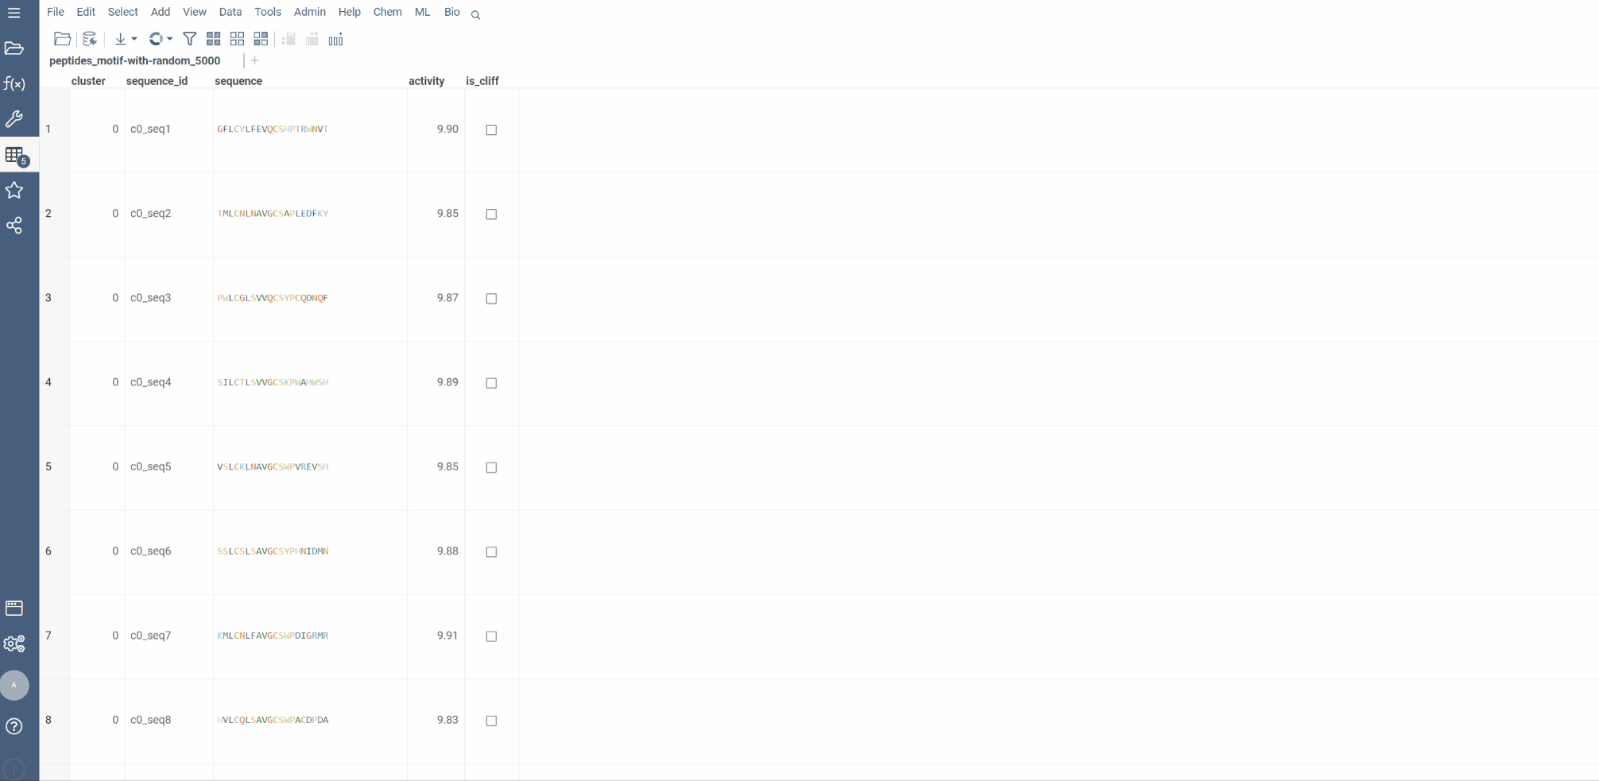 File Edit Select Add View Data Tools Admin Help Chem ML Bio
peptides_motif-with-random_5000 +
cluster sequence_id sequence activity is_cliff
f(x)
5
1 0 c0_seq1 GFLCYLFEVQCSHPTRWNVT 9.90
2 0 c0_seq2 TMLCNLNAVGCSAPLEDFKY 9.85
3 0 c0_seq3 PWLCGLSVVQCSYPCQDNQF 9.87
4 0 c0_seq4 SILCTLSVVGCSKPWAHWSH 9.89
5 0 c0_seq5 VSLCKLNAVGCSWPVREVSH 9.85
6 0 c0_seq6 SSLCSLSAVGCSYPHNIDMN 9.88
7 0 c0_seq7 KMLCNLFAVGCSWPDIGRMR 9.91
A
8 0 c0_seq8 HVLCQLSAVGCSWPACDPDA 9.83